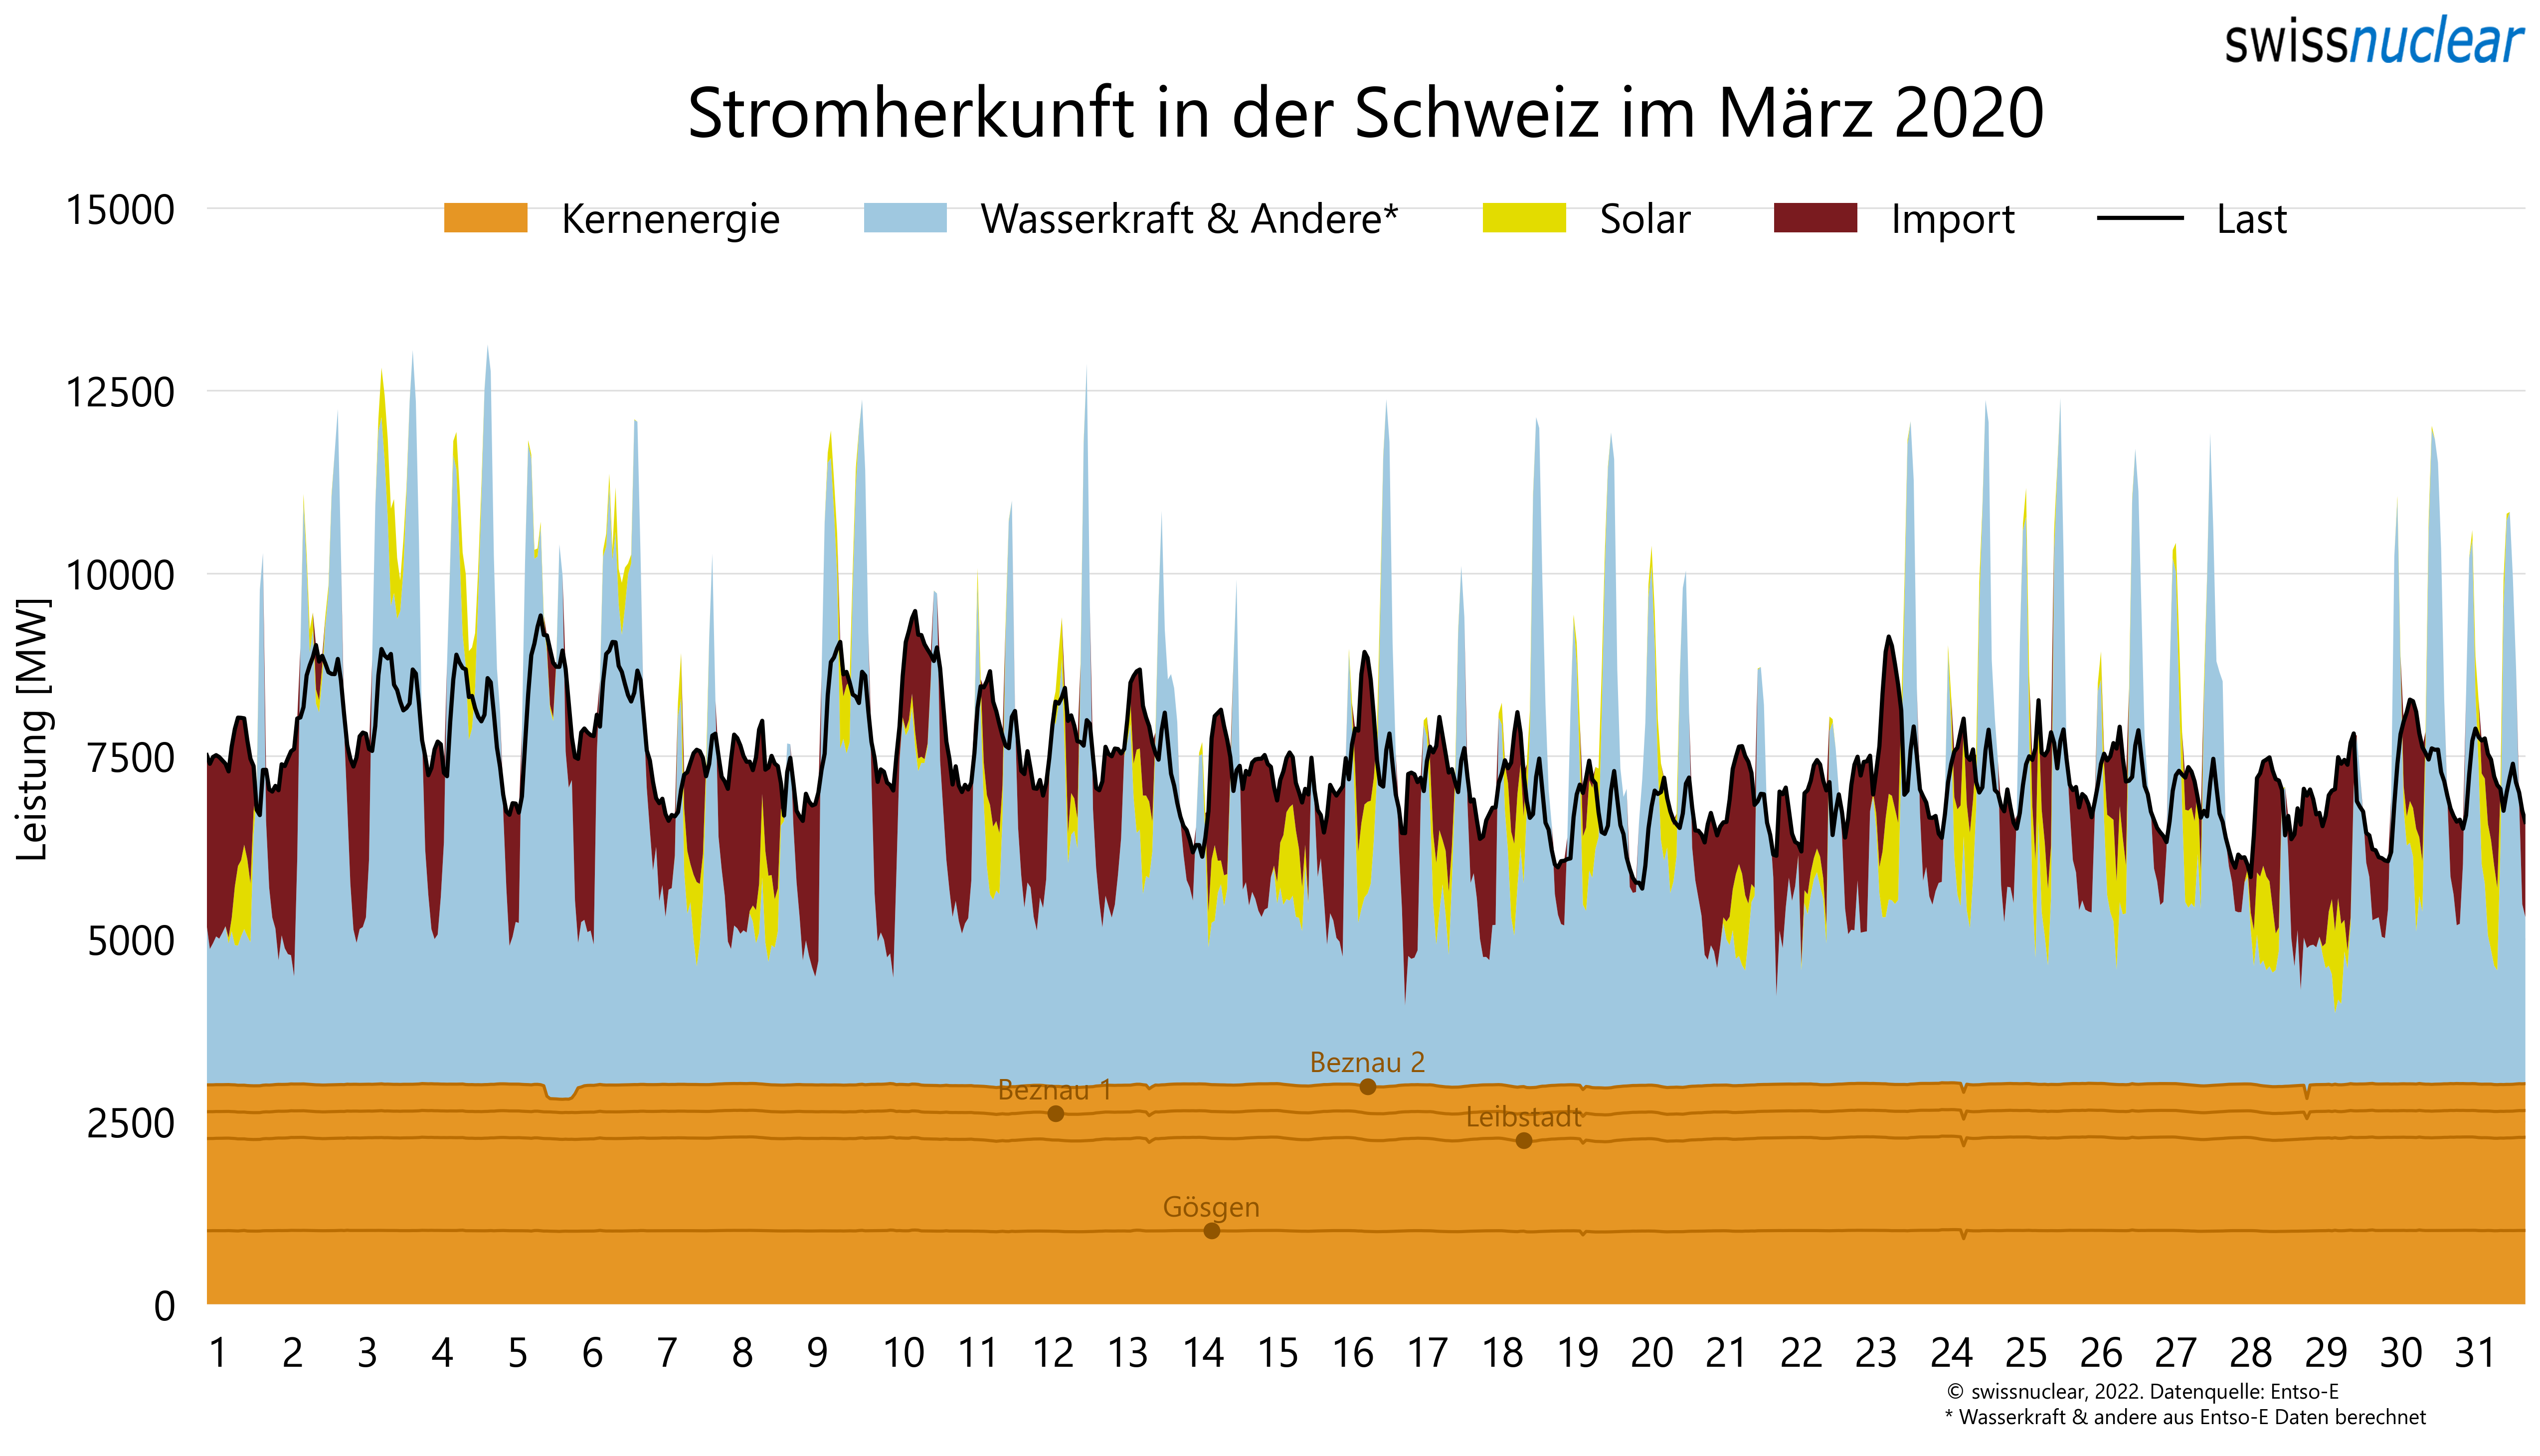 swissnuclear
Stromherkunft in der Schweiz im März 2020
Kernenergie Wasserkraft & Andere* Solar Import Last
15000
12500
10000
7500
5000
2500
0
Leistung [MW]
Beznau 2
Beznau 1
Leibstadt
Gösgen
1 2 3 4 5 6 7 8 9 10 11 12 13 14 15 16 17 18 19 20 21 22 23 24 25 26 27 28 29 30 31
© swissnuclear, 2022. Datenquelle: Entso-E
* Wasserkraft & andere aus Entso-E Daten berechnet